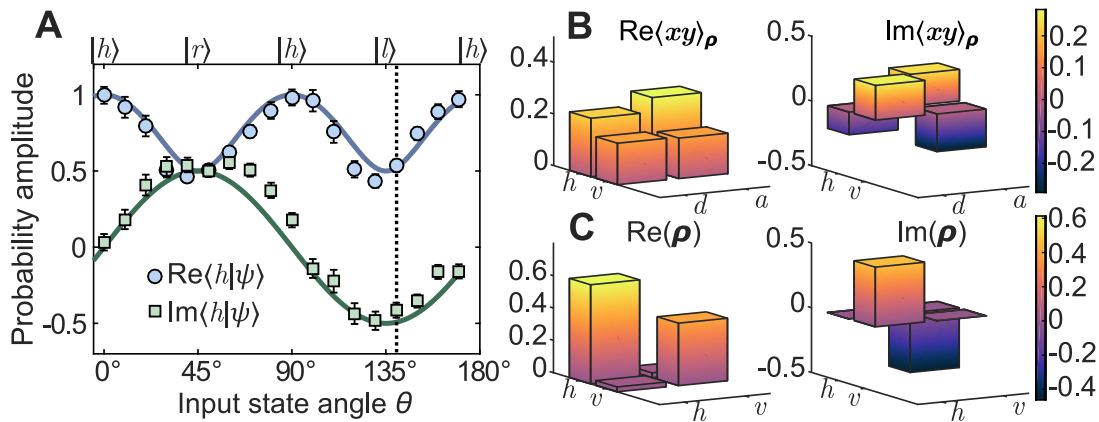 A
|h⟩ |r⟩ |h⟩ |l⟩ |h⟩
Probability amplitude
1
0.5
0
-0.5
Re⟨h|ψ⟩
Im⟨h|ψ⟩
0° 45° 90° 135° 180°
Input state angle θ
B
Re⟨xy⟩ρ
0.4
0.2
0
h v d a
Im⟨xy⟩ρ
0.5
0
-0.5
h v d a
0.2
0.1
0
-0.1
-0.2
C
Re(ρ)
0.6
0.4
0.2
0
h v h v
Im(ρ)
0.5
0
-0.5
h v h v
0.6
0.4
0.2
0
-0.2
-0.4